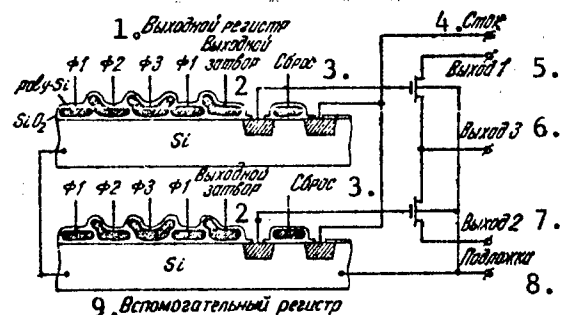 1. Выходной регистр
4. Сток
Ф1 Ф2 Ф3 Ф1 Выходной затвор 2
Сброс 3.
Выход 1 5.
poly-Si
SiO2
Si
Выход 3 6.
Ф1 Ф2 Ф3 Ф1 Выходной затвор 2.
Сброс 3.
Выход 2 7.
Si
Подложка 8.
9. Вспомогательный регистр